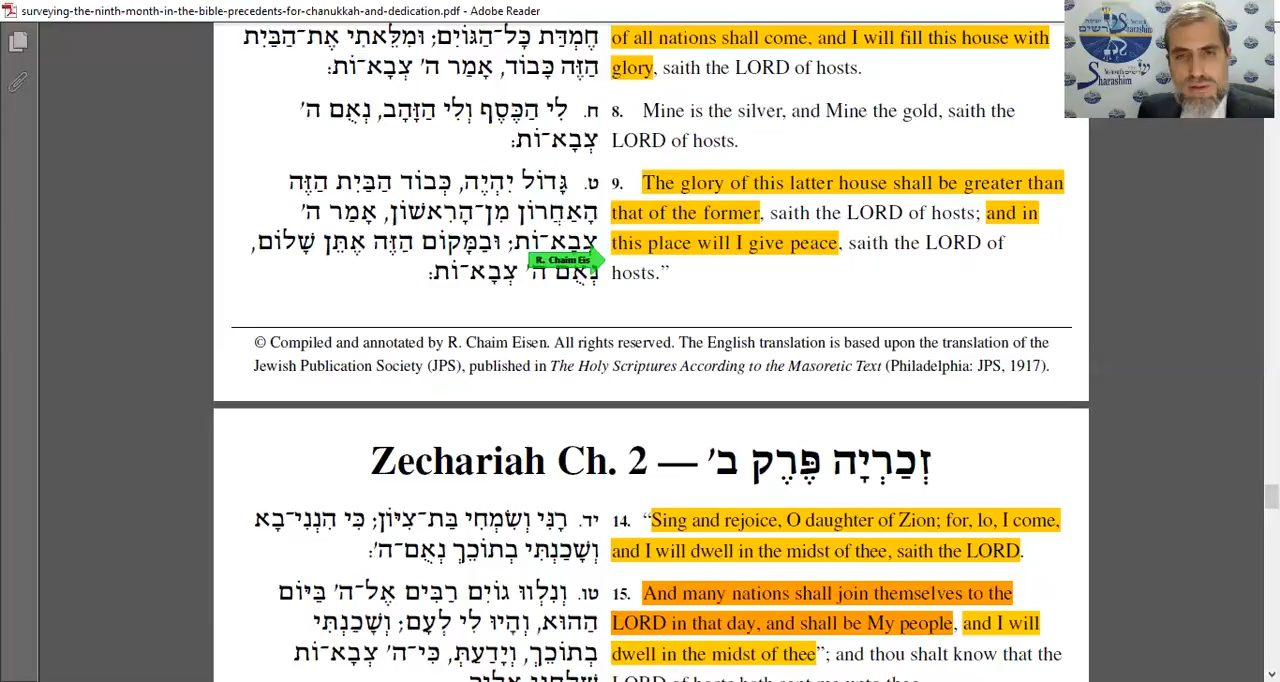 surveying-the-ninth-month-in-the-bible-precedents-for-chanukkah-and-dedication.pdf - Adobe Reader
Sharashim
חֶמְדַּת כָּל־הַגּוֹיִם; וּמִלֵּאתִי אֶת־הַבַּיִת
הַזֶּה כָּבוֹד, אָמַר ה' צְבָא־וֹת:
of all nations shall come, and I will fill this house with
glory, saith the LORD of hosts.
ח. לִי הַכֶּסֶף וְלִי הַזָּהָב, נְאֻם ה'
צְבָא־וֹת:
8. Mine is the silver, and Mine the gold, saith the
LORD of hosts.
ט. גָּדוֹל יִהְיֶה, כְּבוֹד הַבַּיִת הַזֶּה
הָאַחֲרוֹן מִן־הָרִאשׁוֹן, אָמַר ה'
צְבָא־וֹת; וּבַמָּקוֹם הַזֶּה אֶתֵּן שָׁלוֹם,
נְאֻם ה' צְבָא־וֹת:
R. Chaim Eis
9. The glory of this latter house shall be greater than
that of the former, saith the LORD of hosts; and in
this place will I give peace, saith the LORD of
hosts.”
© Compiled and annotated by R. Chaim Eisen. All rights reserved. The English translation is based upon the translation of the
Jewish Publication Society (JPS), published in The Holy Scriptures According to the Masoretic Text (Philadelphia: JPS, 1917).
Zechariah Ch. 2 — זְכַרְיָה פֶּרֶק ב'
יד. רָנִּי וְשִׂמְחִי בַּת־צִיּוֹן; כִּי הִנְנִי־בָא
וְשָׁכַנְתִּי בְתוֹכֵךְ נְאֻם־ה':
14. “Sing and rejoice, O daughter of Zion; for, lo, I come,
and I will dwell in the midst of thee, saith the LORD.
טו. וְנִלְווּ גוֹיִם רַבִּים אֶל־ה' בַּיּוֹם
הַהוּא, וְהָיוּ לִי לְעָם; וְשָׁכַנְתִּי
בְתוֹכֵךְ, וְיָדַעַתְּ, כִּי־ה' צְבָא־וֹת
שְׁלָחַנִי אֵלָיִךְ
15. And many nations shall join themselves to the
LORD in that day, and shall be My people, and I will
dwell in the midst of thee”; and thou shalt know that the
LORD of hosts hath sent me unto thee